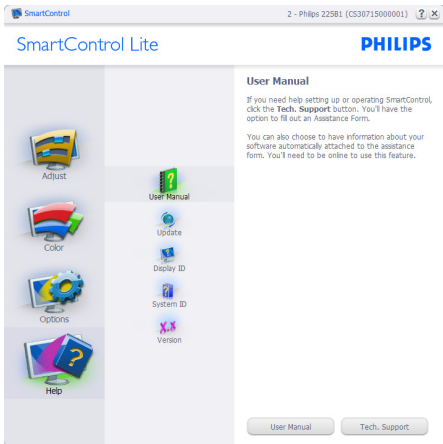 SmartControl
2 - Philips 225B1 (CS30715000001) ? X
SmartControl Lite
PHILIPS
User Manual
If you need help setting up or operating SmartControl,
click the Tech. Support button. You'll have the
option to fill out an Assistance Form.
You can also choose to have information about your
software automatically attached to the assistance
form. You'll need to be online to use this feature.
Adjust
Color
Options
Help
User Manual
Update
Display ID
System ID
X.X
Version
User Manual
Tech. Support